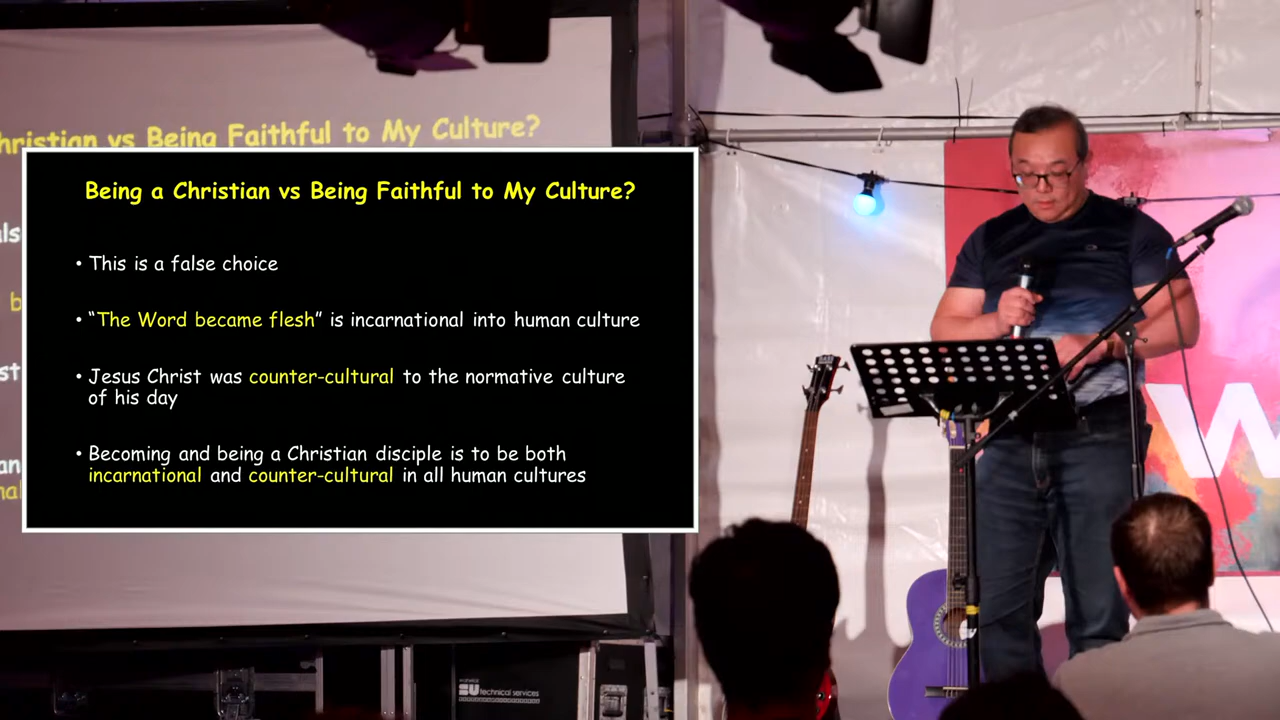 hristian vs Being Faithful to My Culture?
Being a Christian vs Being Faithful to My Culture?
• This is a false choice
• “The Word became flesh” is incarnational into human culture
• Jesus Christ was counter-cultural to the normative culture
of his day
• Becoming and being a Christian disciple is to be both
incarnational and counter-cultural in all human cultures
technical services
W